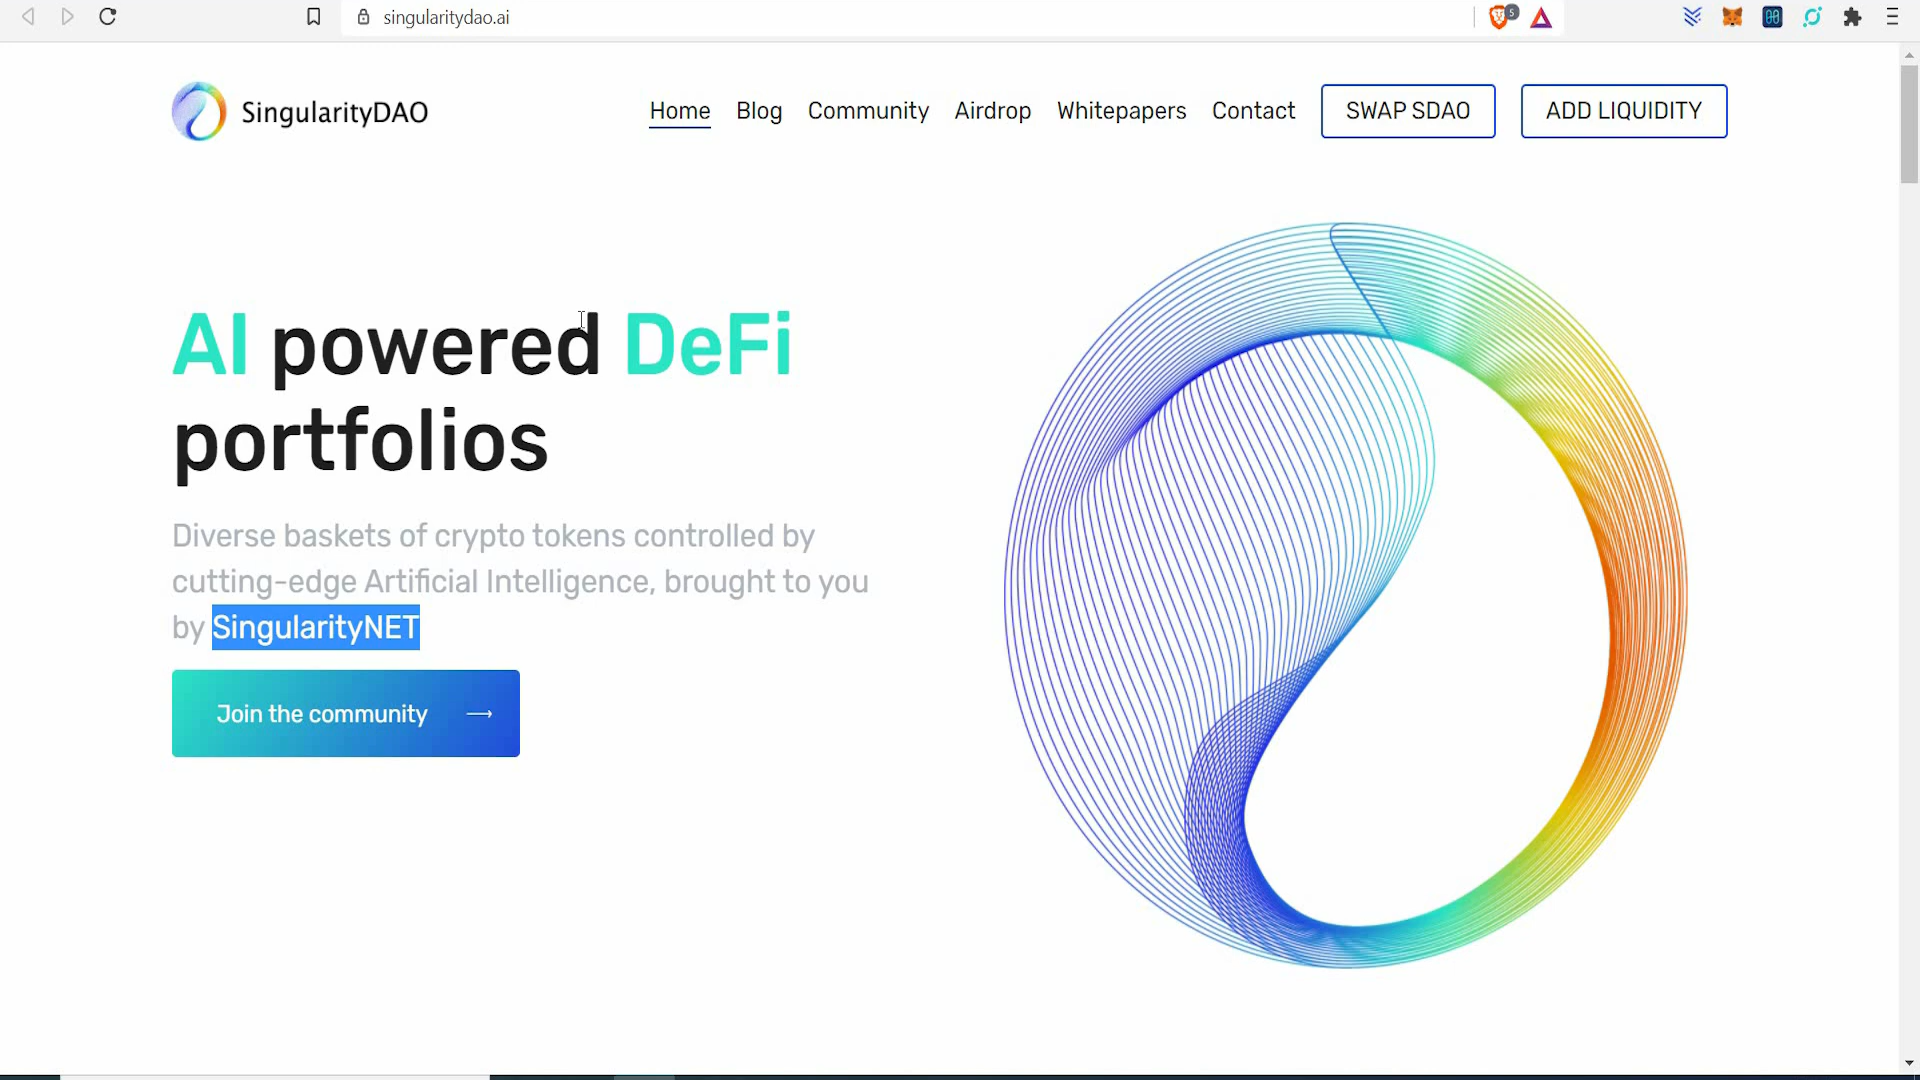 singularitydao.ai
5
SingularityDAO
Home Blog Community Airdrop Whitepapers Contact SWAP SDAO ADD LIQUIDITY
AI powered DeFi
portfolios
Diverse baskets of crypto tokens controlled by
cutting-edge Artificial Intelligence, brought to you
by SingularityNET
Join the community